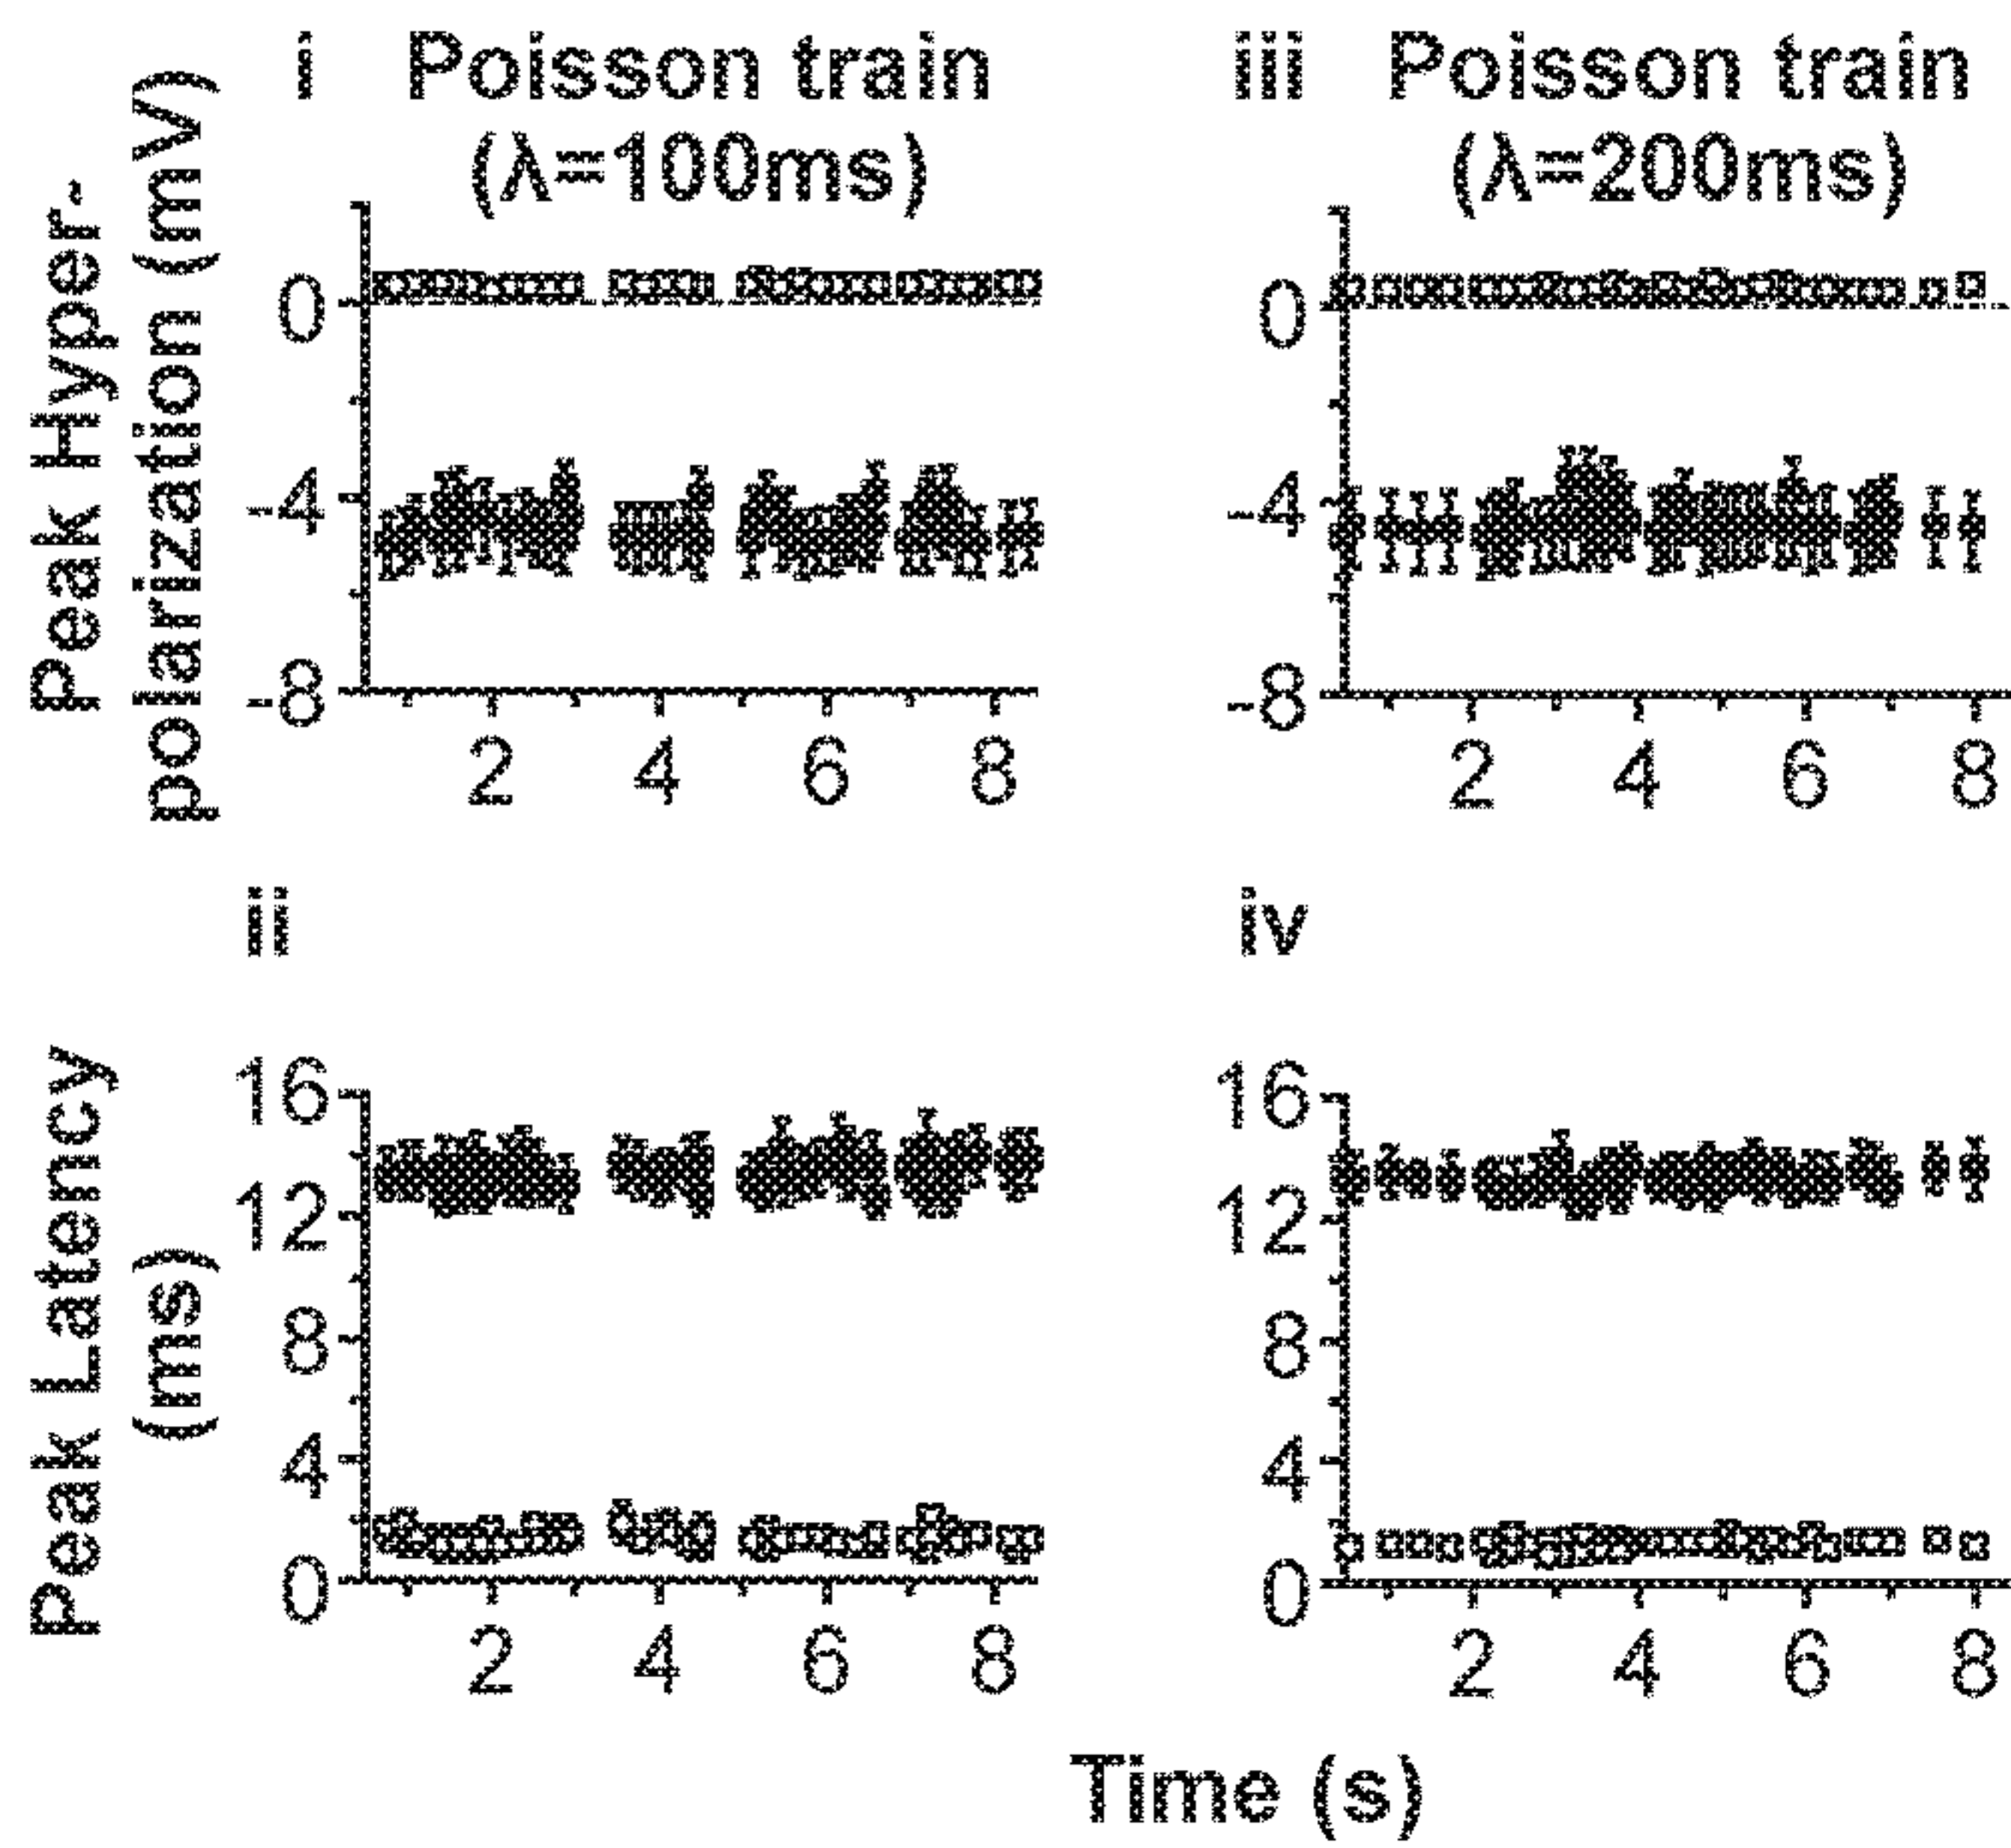 i Poisson train
(λ=100ms)
iii Poisson train
(λ=200ms)
Peak Hyper-
polarization (mV)
0
-4
-8
2 4 6 8
0
-4
-8
2 4 6 8
ii
iv
Peak Latency
(ms)
16
12
8
4
0
2 4 6 8
16
12
8
4
0
2 4 6 8
Time (s)